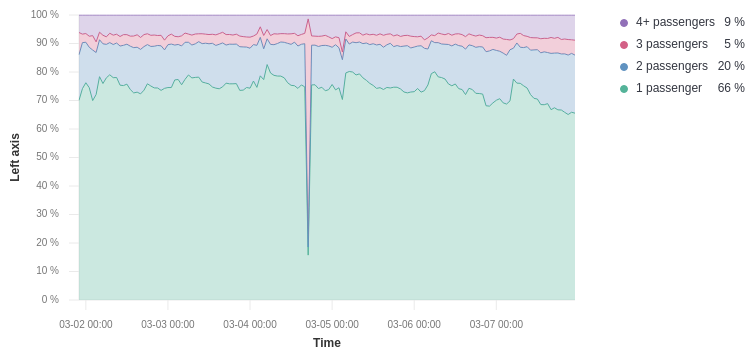 100 %
90 %
80 %
70 %
60 %
50 %
40 %
30 %
20 %
10 %
0 %
Left axis
03-02 00:00
03-03 00:00
03-04 00:00
03-05 00:00
03-06 00:00
03-07 00:00
Time
4+ passengers 9 %
3 passengers 5 %
2 passengers 20 %
1 passenger 66 %